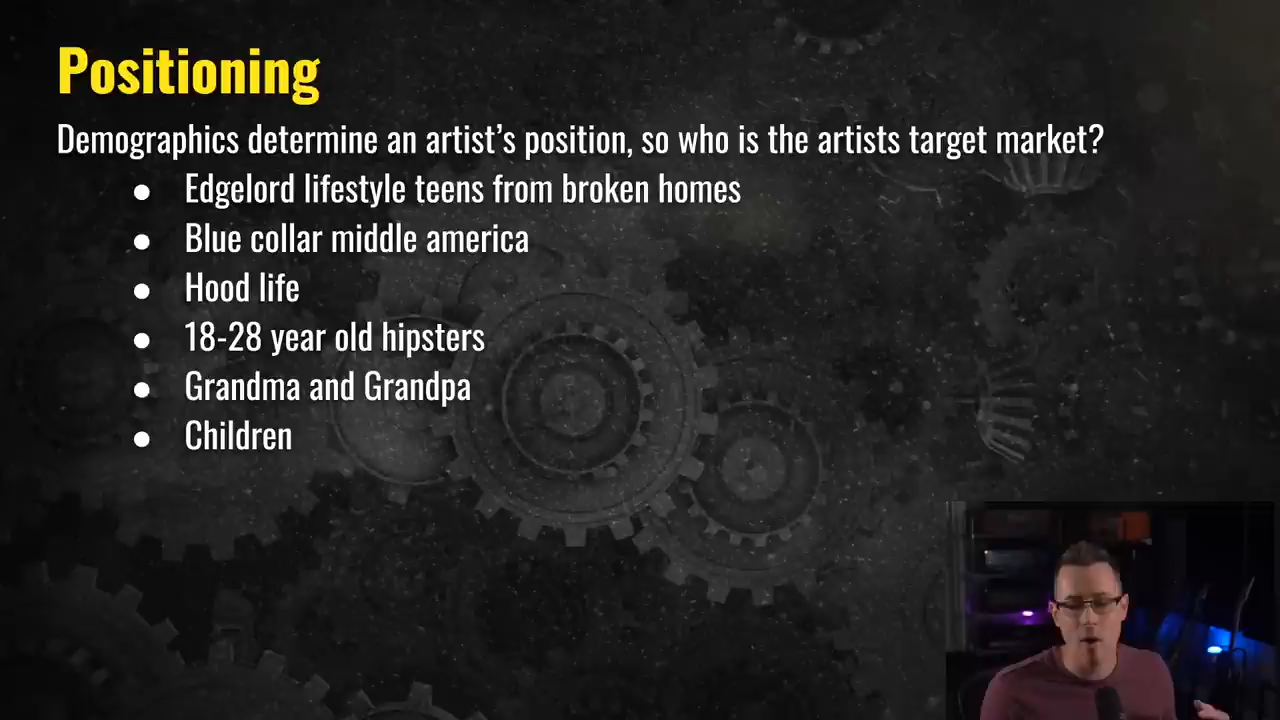 Positioning
Demographics determine an artist’s position, so who is the artists target market?
● Edgelord lifestyle teens from broken homes
● Blue collar middle america
● Hood life
● 18-28 year old hipsters
● Grandma and Grandpa
● Children